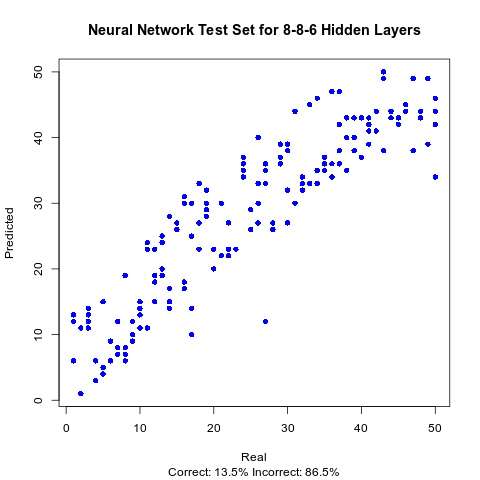 Neural Network Test Set for 8-8-6 Hidden Layers
50
40
30
20
10
0
Predicted
0 10 20 30 40 50
Real
Correct: 13.5% Incorrect: 86.5%